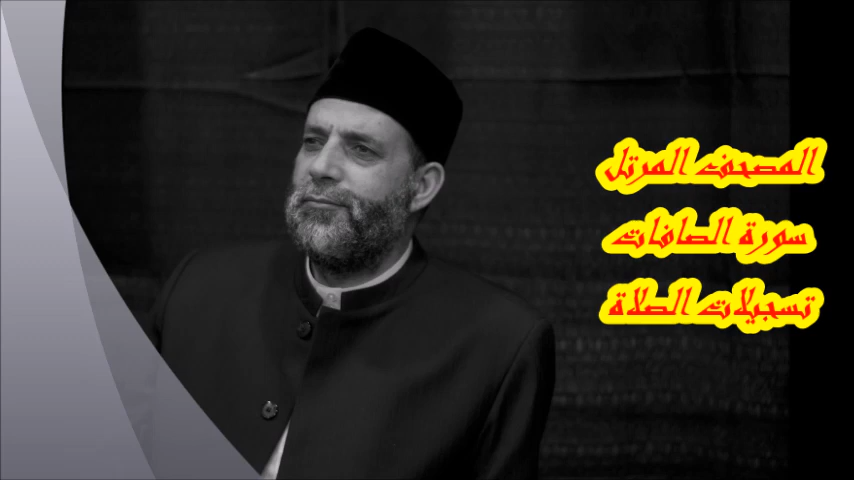 المصحف المرتل
سورة الصافات
تسجيلات الصلاة